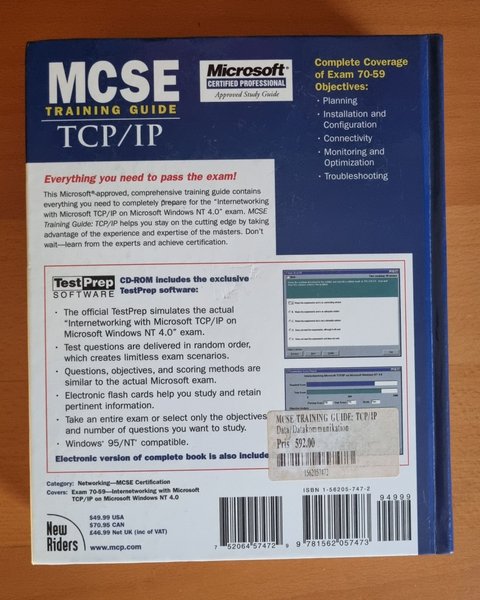 MCSE
TRAINING GUIDE
TCP/IP
Microsoft®
CERTIFIED PROFESSIONAL
Approved Study Guide
Complete Coverage
of Exam 70-59
Objectives:
· Planning
· Installation and
Configuration
· Connectivity
· Monitoring and
Optimization
· Troubleshooting
Everything you need to pass the exam!
This Microsoft®-approved, comprehensive training guide contains
everything you need to completely prepare for the "Internetworking
with Microsoft TCP/IP on Microsoft Windows NT 4.0" exam. MCSE
Training Guide: TCP/IP helps you stay on the cutting edge by taking
advantage of the experience and expertise of the masters. Don't
wait—learn from the experts and achieve certification.
TestPrep
SOFTWARE
CD-ROM includes the exclusive
TestPrep software:
· The official TestPrep simulates the actual
"Internetworking with Microsoft TCP/IP on
Microsoft Windows NT 4.0" exam.
· Test questions are delivered in random order,
which creates limitless exam scenarios.
· Questions, objectives, and scoring methods are
similar to the actual Microsoft exam.
· Electronic flash cards help you study and retain
pertinent information.
· Take an entire exam or select only the objectives
and number of questions you want to study.
· Windows 95/NT compatible.
Electronic version of complete book is also include
MCSE TRAINING GUIDE: TCP/IP
Data/Datakommunikation
Pris 592.00
1562057472
Category: Networking—MCSE Certification
Covers: Exam 70-59—Internetworking with Microsoft
TCP/IP on Microsoft Windows NT 4.0
New
Riders
$49.99 USA
$70.95 CAN
£46.99 Net UK (inc of VAT)
www.mcp.com
ISBN 1-56205-747-2
94999
7 52064 57472 9
9 781562 057473